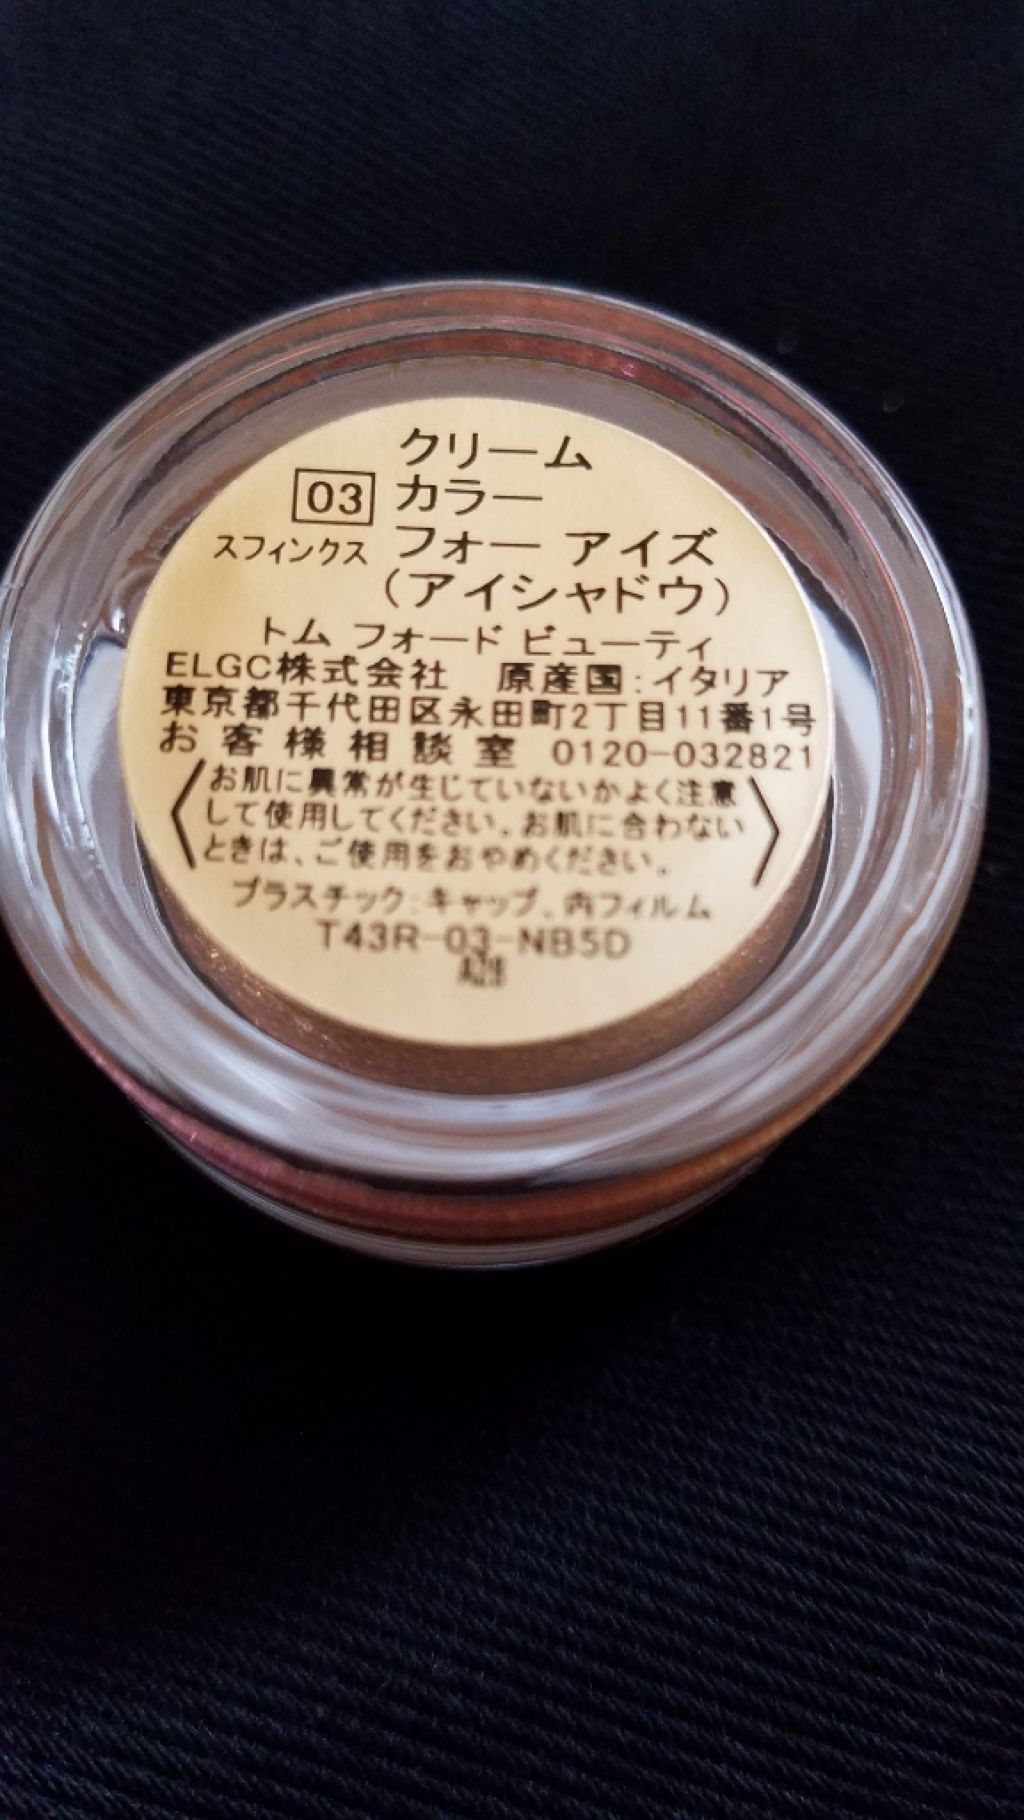 クリーム
03 カラー
スフィンクス フォー アイズ
（アイシャドウ）
トム フォード ビューティ
ELGC株式会社 原産国：イタリア
東京都千代田区永田町2丁目11番1号
お客様相談室 0120-032821
〈お肌に異常が生じていないかよく注意
して使用してください。お肌に合わない
ときは、ご使用をおやめください。〉
プラスチック：キャップ、内フィルム
T43R-03-NB5D
A28